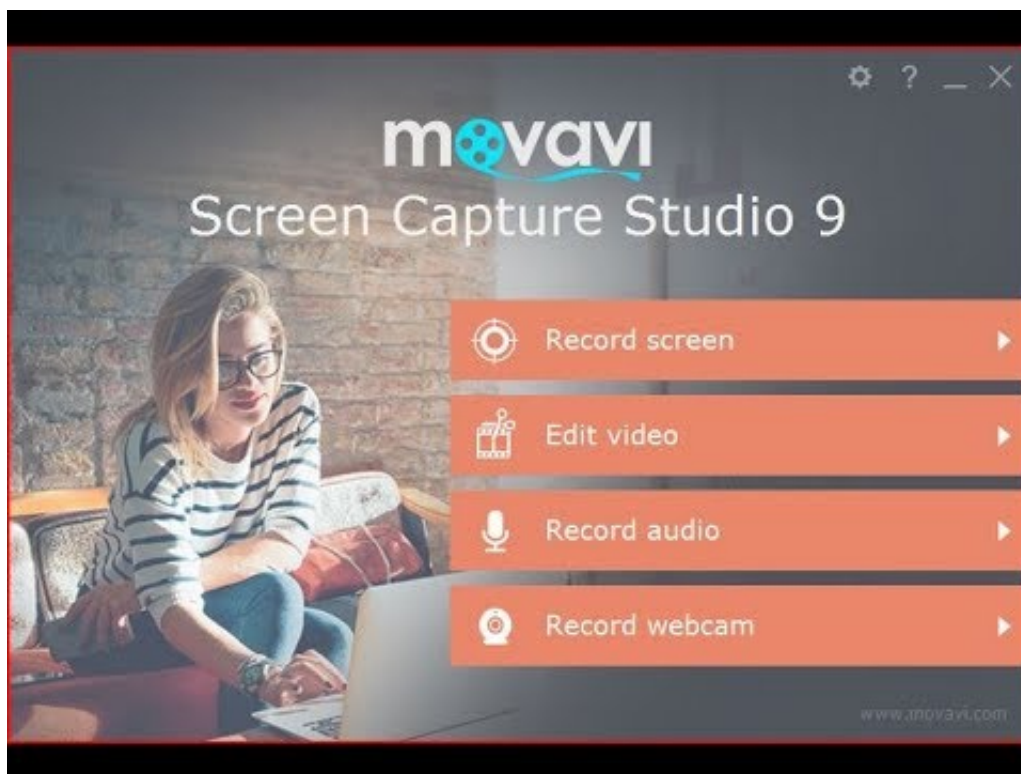 ?
movavi
Screen Capture Studio 9
Record screen
Edit video
Record audio
Record webcam
www.movavi.com